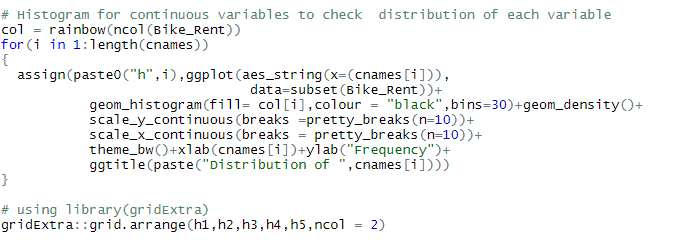 # Histogram for continuous variables to check  distribution of each variable
col = rainbow(ncol(Bike_Rent))
for(i in 1:length(cnames))
{
  assign(paste0("h",i),ggplot(aes_string(x=(cnames[i])),
                              data=subset(Bike_Rent))+
           geom_histogram(fill= col[i],colour = "black",bins=30)+geom_density()+
           scale_y_continuous(breaks =pretty_breaks(n=10))+
           scale_x_continuous(breaks = pretty_breaks(n=10))+
           theme_bw()+xlab(cnames[i])+ylab("Frequency")+
           ggtitle(paste("Distribution of ",cnames[i])))
}
# using library(gridExtra)
gridExtra::grid.arrange(h1,h2,h3,h4,h5,ncol = 2)